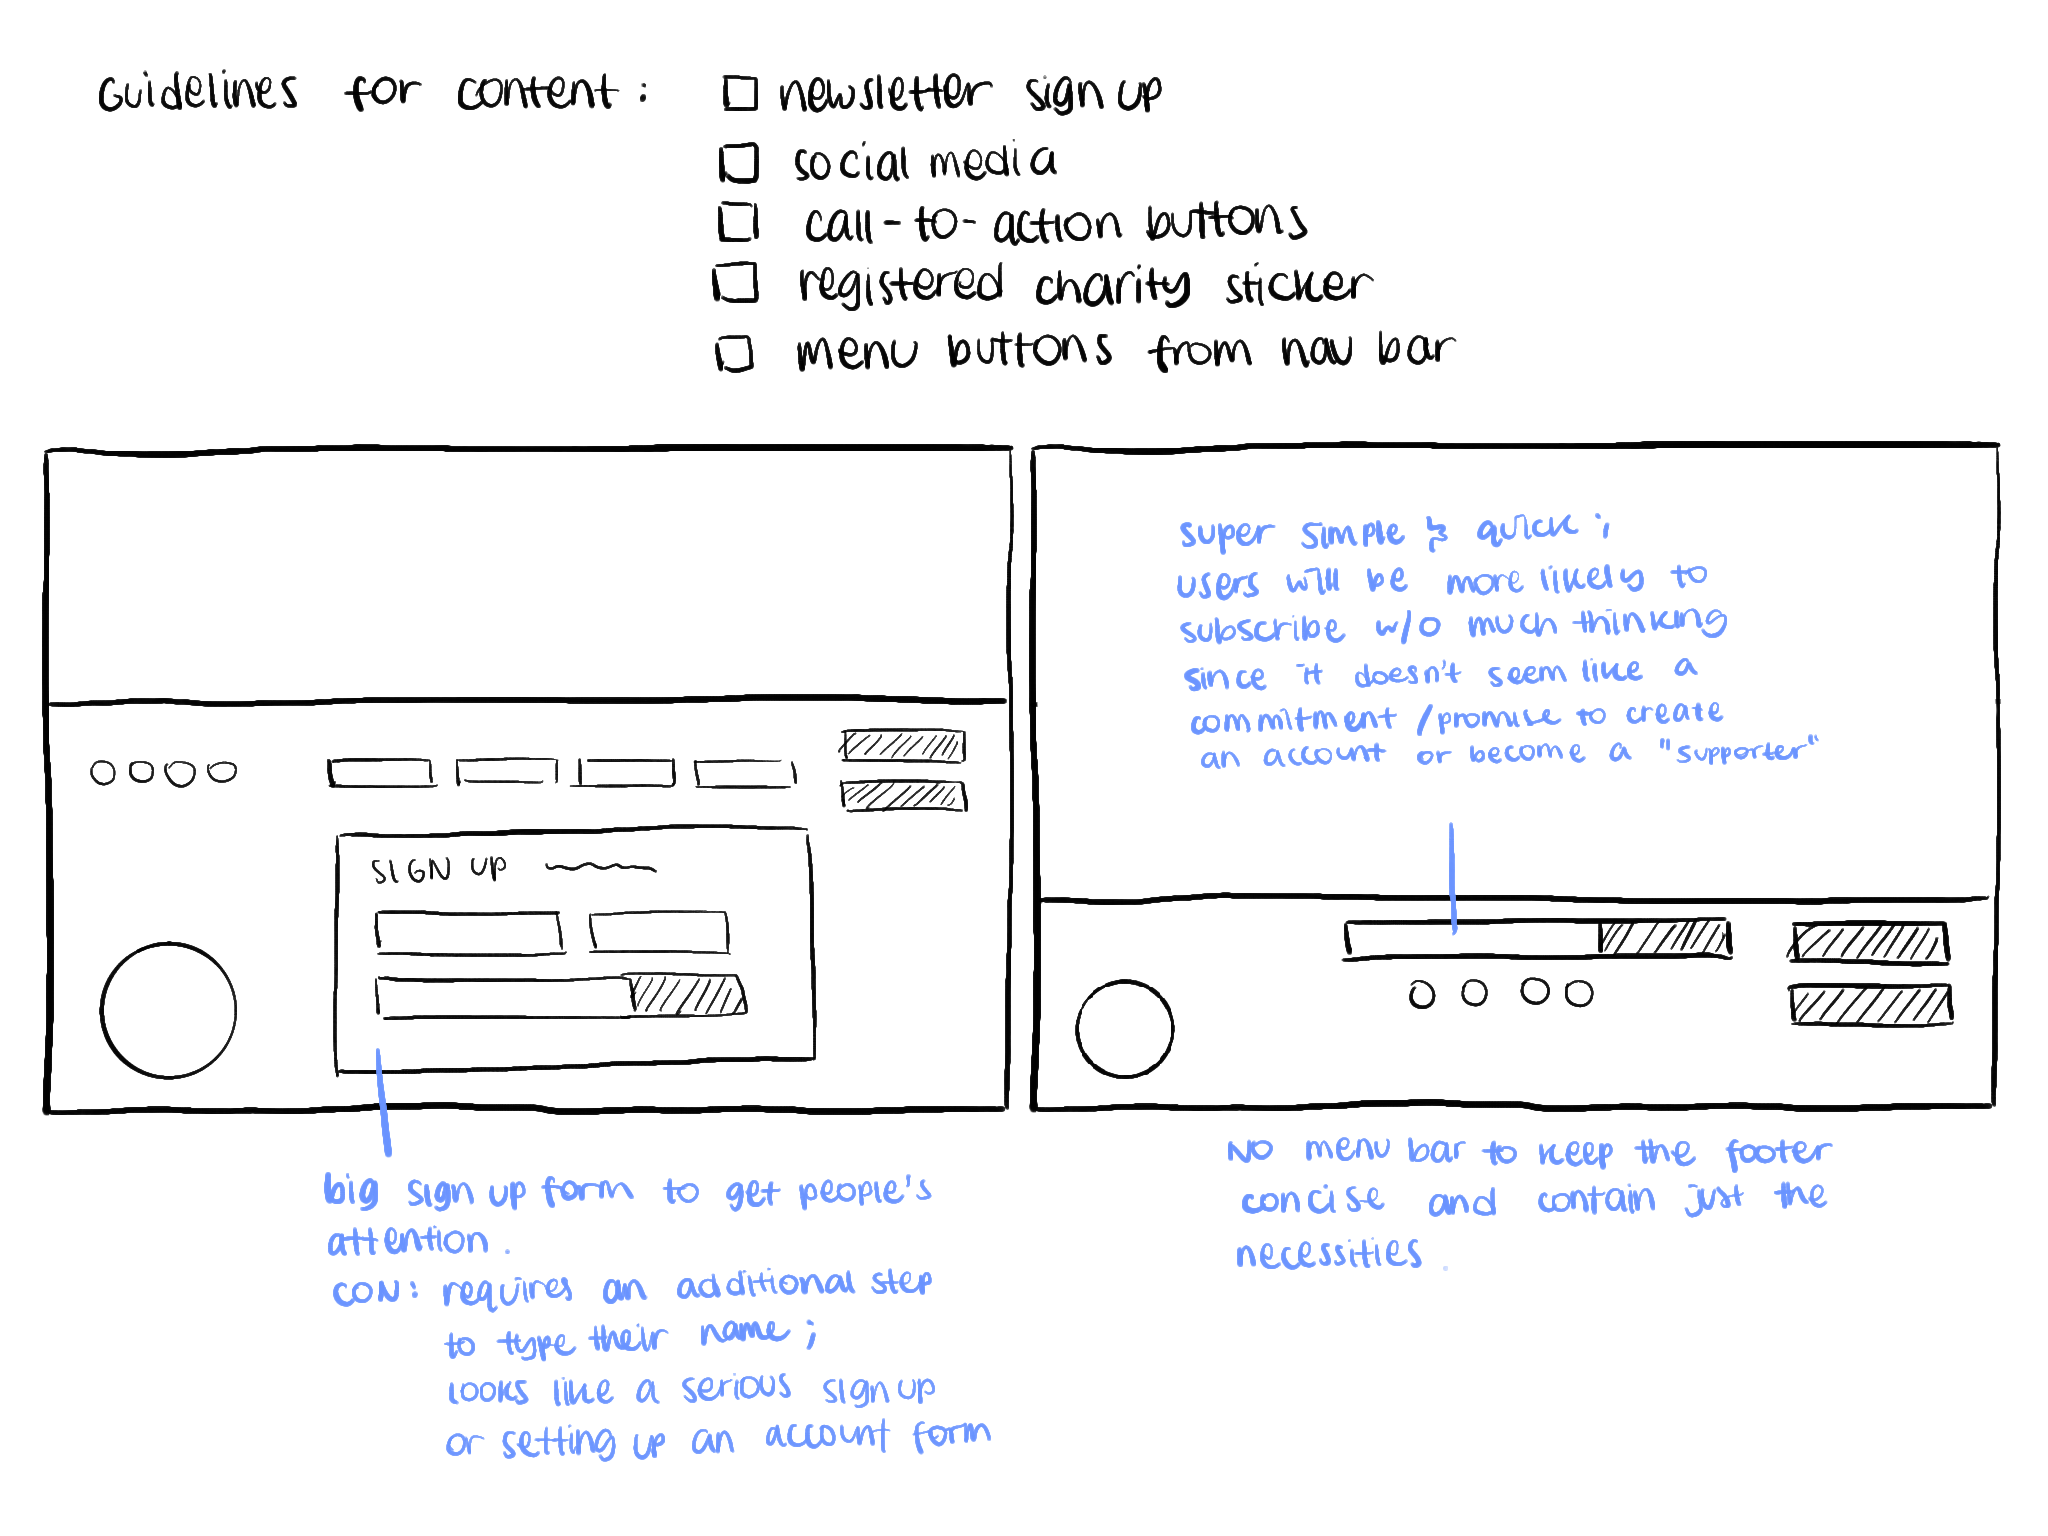 Guidelines for content:
newsletter sign up
social media
call-to-action buttons
registered charity sticker
menu buttons from nav bar
SIGN UP
big sign up form to get people's
attention.
CON: requires an additional step
to type their name;
looks like a serious sign up
or setting up an account form
super simple & quick;
users will be more likely to
subscribe w/o much thinking
since it doesn't seem like a
commitment/promise to create
an account or become a "supporter"
NO menu bar to keep the footer
concise and contain just the
necessities.